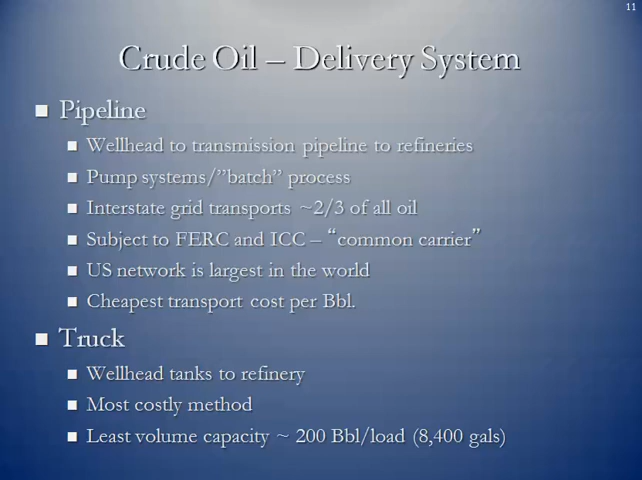 11
Crude Oil – Delivery System
Pipeline
Wellhead to transmission pipeline to refineries
Pump systems/”batch” process
Interstate grid transports ~2/3 of all oil
Subject to FERC and ICC – “common carrier”
US network is largest in the world
Cheapest transport cost per Bbl.
Truck
Wellhead tanks to refinery
Most costly method
Least volume capacity ~ 200 Bbl/load (8,400 gals)